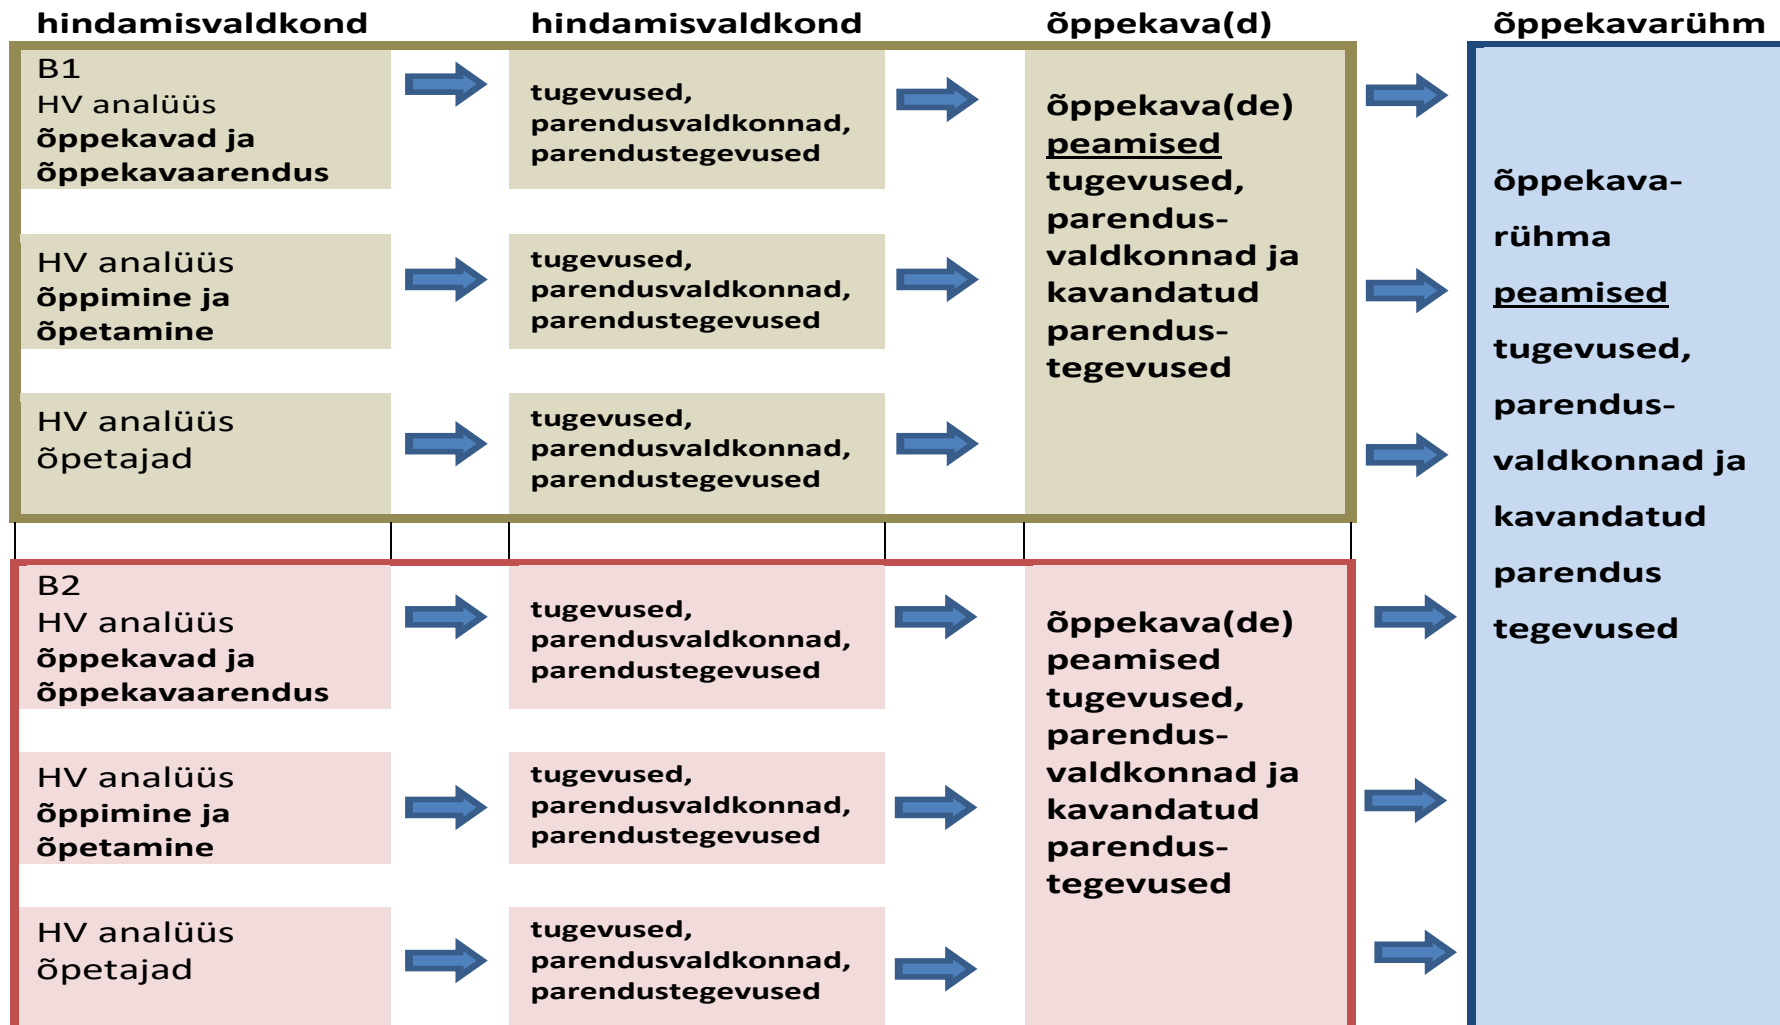 hindamisvaldkond
hindamisvaldkond
õppekava(d)
õppekavarühm
B1
HV analüüs
õppekavad ja
õppekavaarendus
tugevused,
parendusvaldkonnad,
parendustegevused
HV analüüs
õppimine ja
õpetamine
tugevused,
parendusvaldkonnad,
parendustegevused
HV analüüs
õpetajad
tugevused,
parendusvaldkonnad,
parendustegevused
õppekava(de)
peamised
tugevused,
parendus-
valdkonnad ja
kavandatud
parendus-
tegevused
B2
HV analüüs
õppekavad ja
õppekavaarendus
tugevused,
parendusvaldkonnad,
parendustegevused
HV analüüs
õppimine ja
õpetamine
tugevused,
parendusvaldkonnad,
parendustegevused
HV analüüs
õpetajad
tugevused,
parendusvaldkonnad,
parendustegevused
õppekava(de)
peamised
tugevused,
parendus-
valdkonnad ja
kavandatud
parendus-
tegevused
õppekava-
rühma
peamised
tugevused,
parendus-
valdkonnad ja
kavandatud
parendus
tegevused